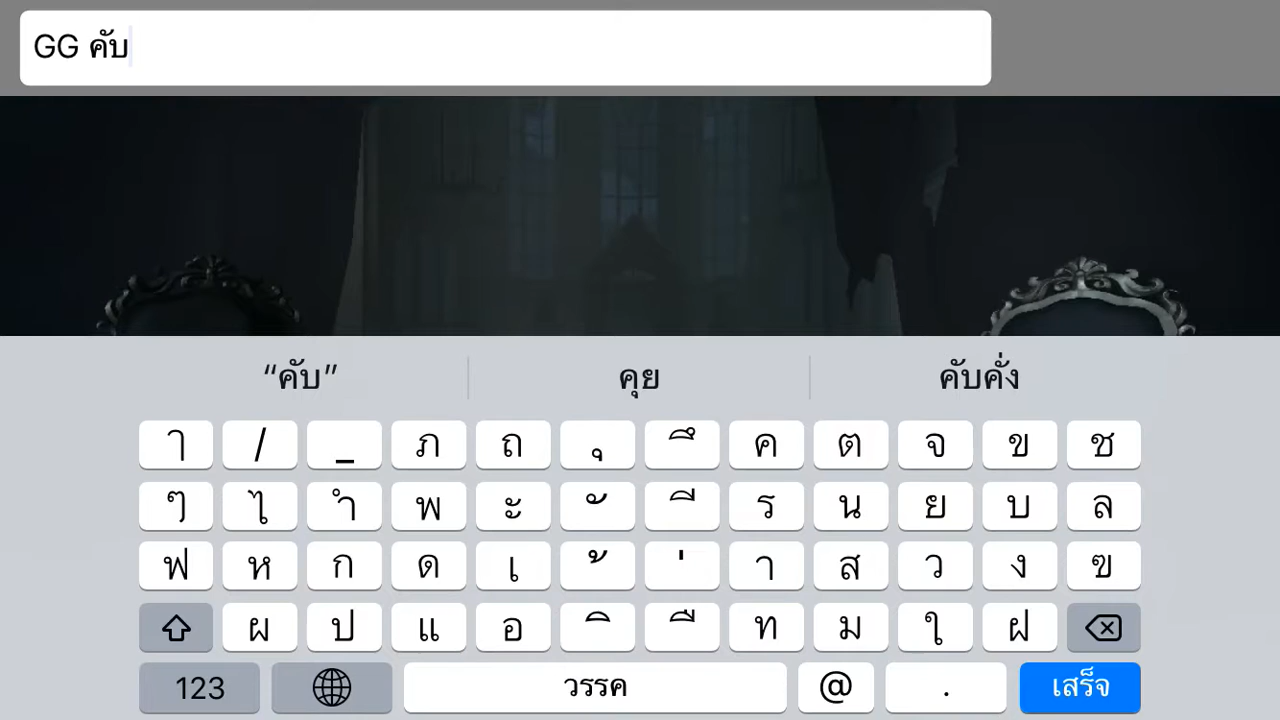 GG คับ
“คับ” คุย คับคั่ง
ๅ / _ ภ ถ ุ ึ ค ต จ ข ช
ๆ ไ ำ พ ะ ั ี ร น ย บ ล
ฟ ห ก ด เ ้ ่ า ส ว ง ฃ
ผ ป แ อ ิ ื ท ม ใ ฝ
123 วรรค @ . เสร็จ